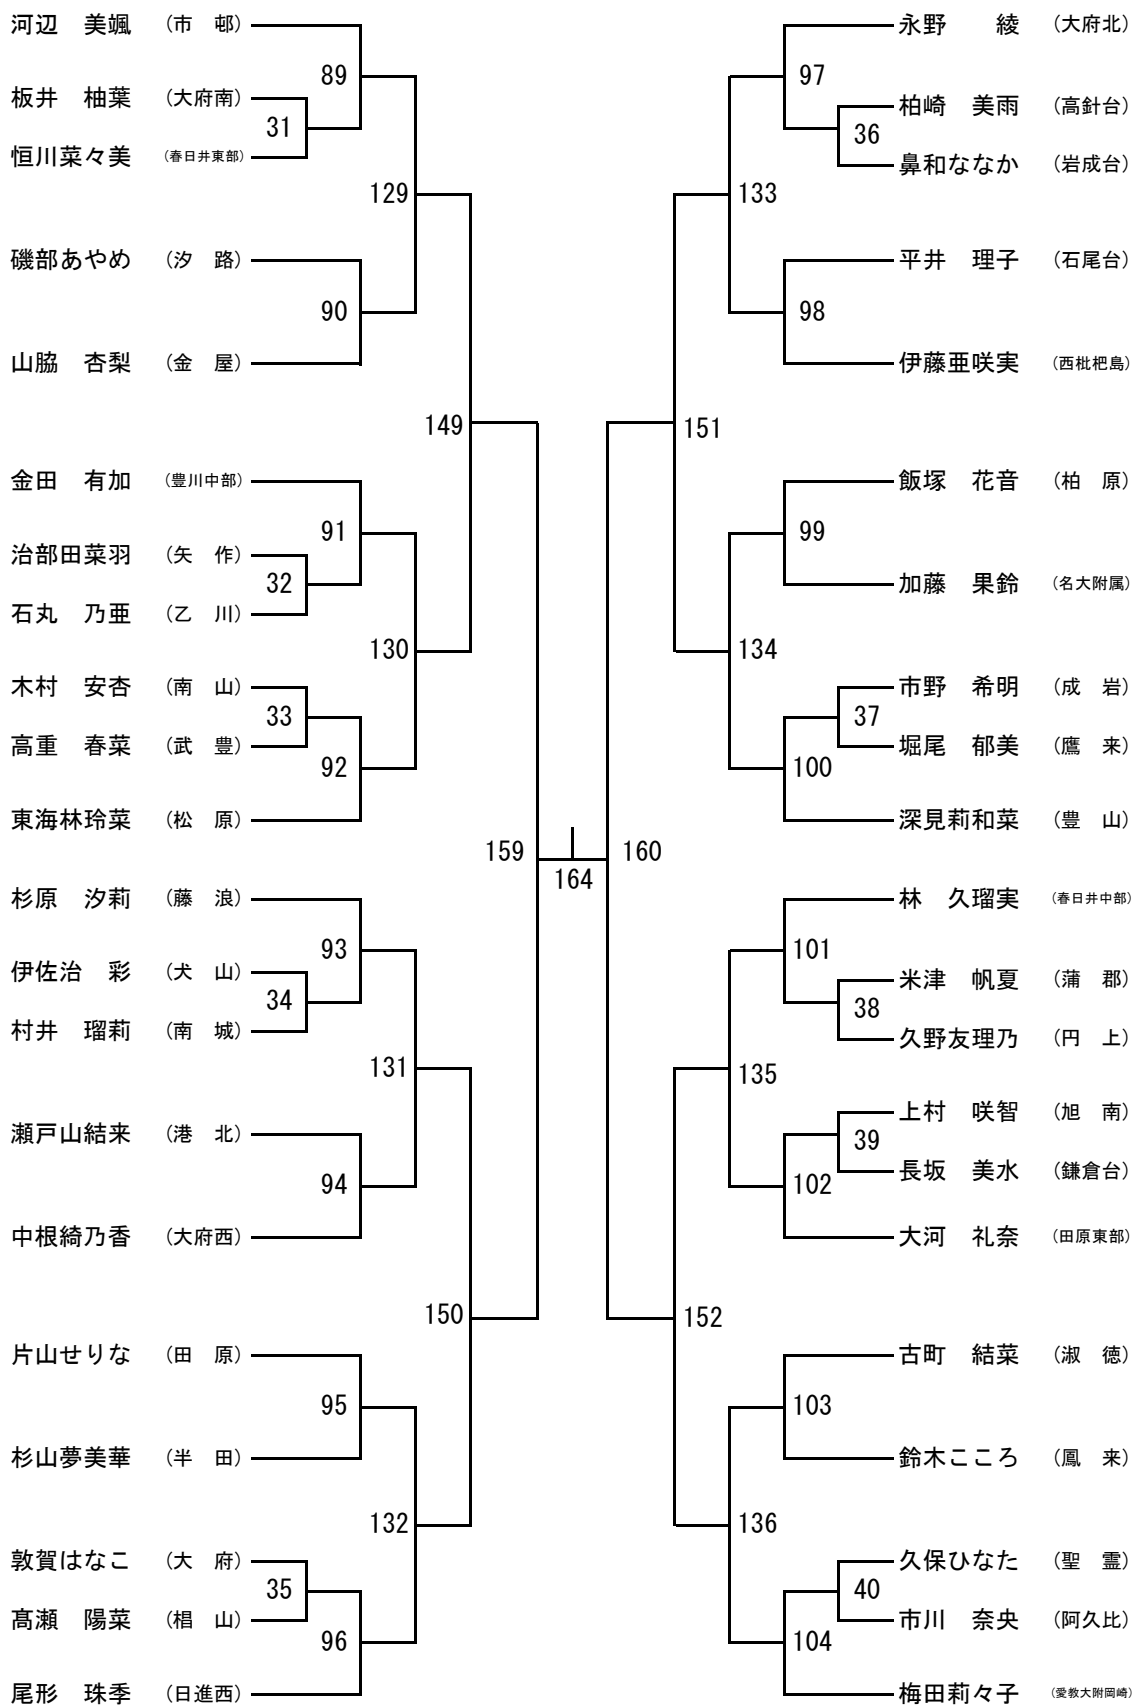 河辺　美颯　（市　邨）
89
板井　柚葉　（大府南）
31
恒川菜々美　（春日井東部）
129
磯部あやめ　（汐　路）
90
山脇　杏梨　（金　屋）
149
金田　有加　（豊川中部）
91
治部田菜羽　（矢　作）
32
石丸　乃亜　（乙　川）
130
木村　安杏　（南　山）
33
高重　春菜　（武　豊）
92
東海林玲菜　（松　原）
159
杉原　汐莉　（藤　浪）
93
伊佐治　彩　（犬　山）
34
村井　瑠莉　（南　城）
131
瀬戸山結来　（港　北）
94
中根綺乃香　（大府西）
150
片山せりな　（田　原）
95
杉山夢美華　（半　田）
132
敦賀はなこ　（大　府）
35
髙瀬　陽菜　（椙　山）
96
尾形　珠季　（日進西）
164
永野　　綾　（大府北）
97
柏崎　美雨　（高針台）
36
鼻和ななか　（岩成台）
133
平井　理子　（石尾台）
98
伊藤亜咲実　（西枇杷島）
151
飯塚　花音　（柏　原）
99
加藤　果鈴　（名大附属）
134
市野　希明　（成　岩）
37
堀尾　郁美　（鷹　来）
100
深見莉和菜　（豊　山）
160
林　久瑠実　（春日井中部）
101
米津　帆夏　（蒲　郡）
38
久野友理乃　（円　上）
135
上村　咲智　（旭　南）
39
長坂　美水　（鎌倉台）
102
大河　礼奈　（田原東部）
152
古町　結菜　（淑　徳）
103
鈴木こころ　（鳳　来）
136
久保ひなた　（聖　霊）
40
市川　奈央　（阿久比）
104
梅田莉々子　（愛教大附岡崎）